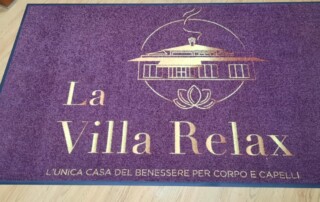 La
Villa Relax
L'UNICA CASA DEL BENESSERE PER CORPO E CAPELLI